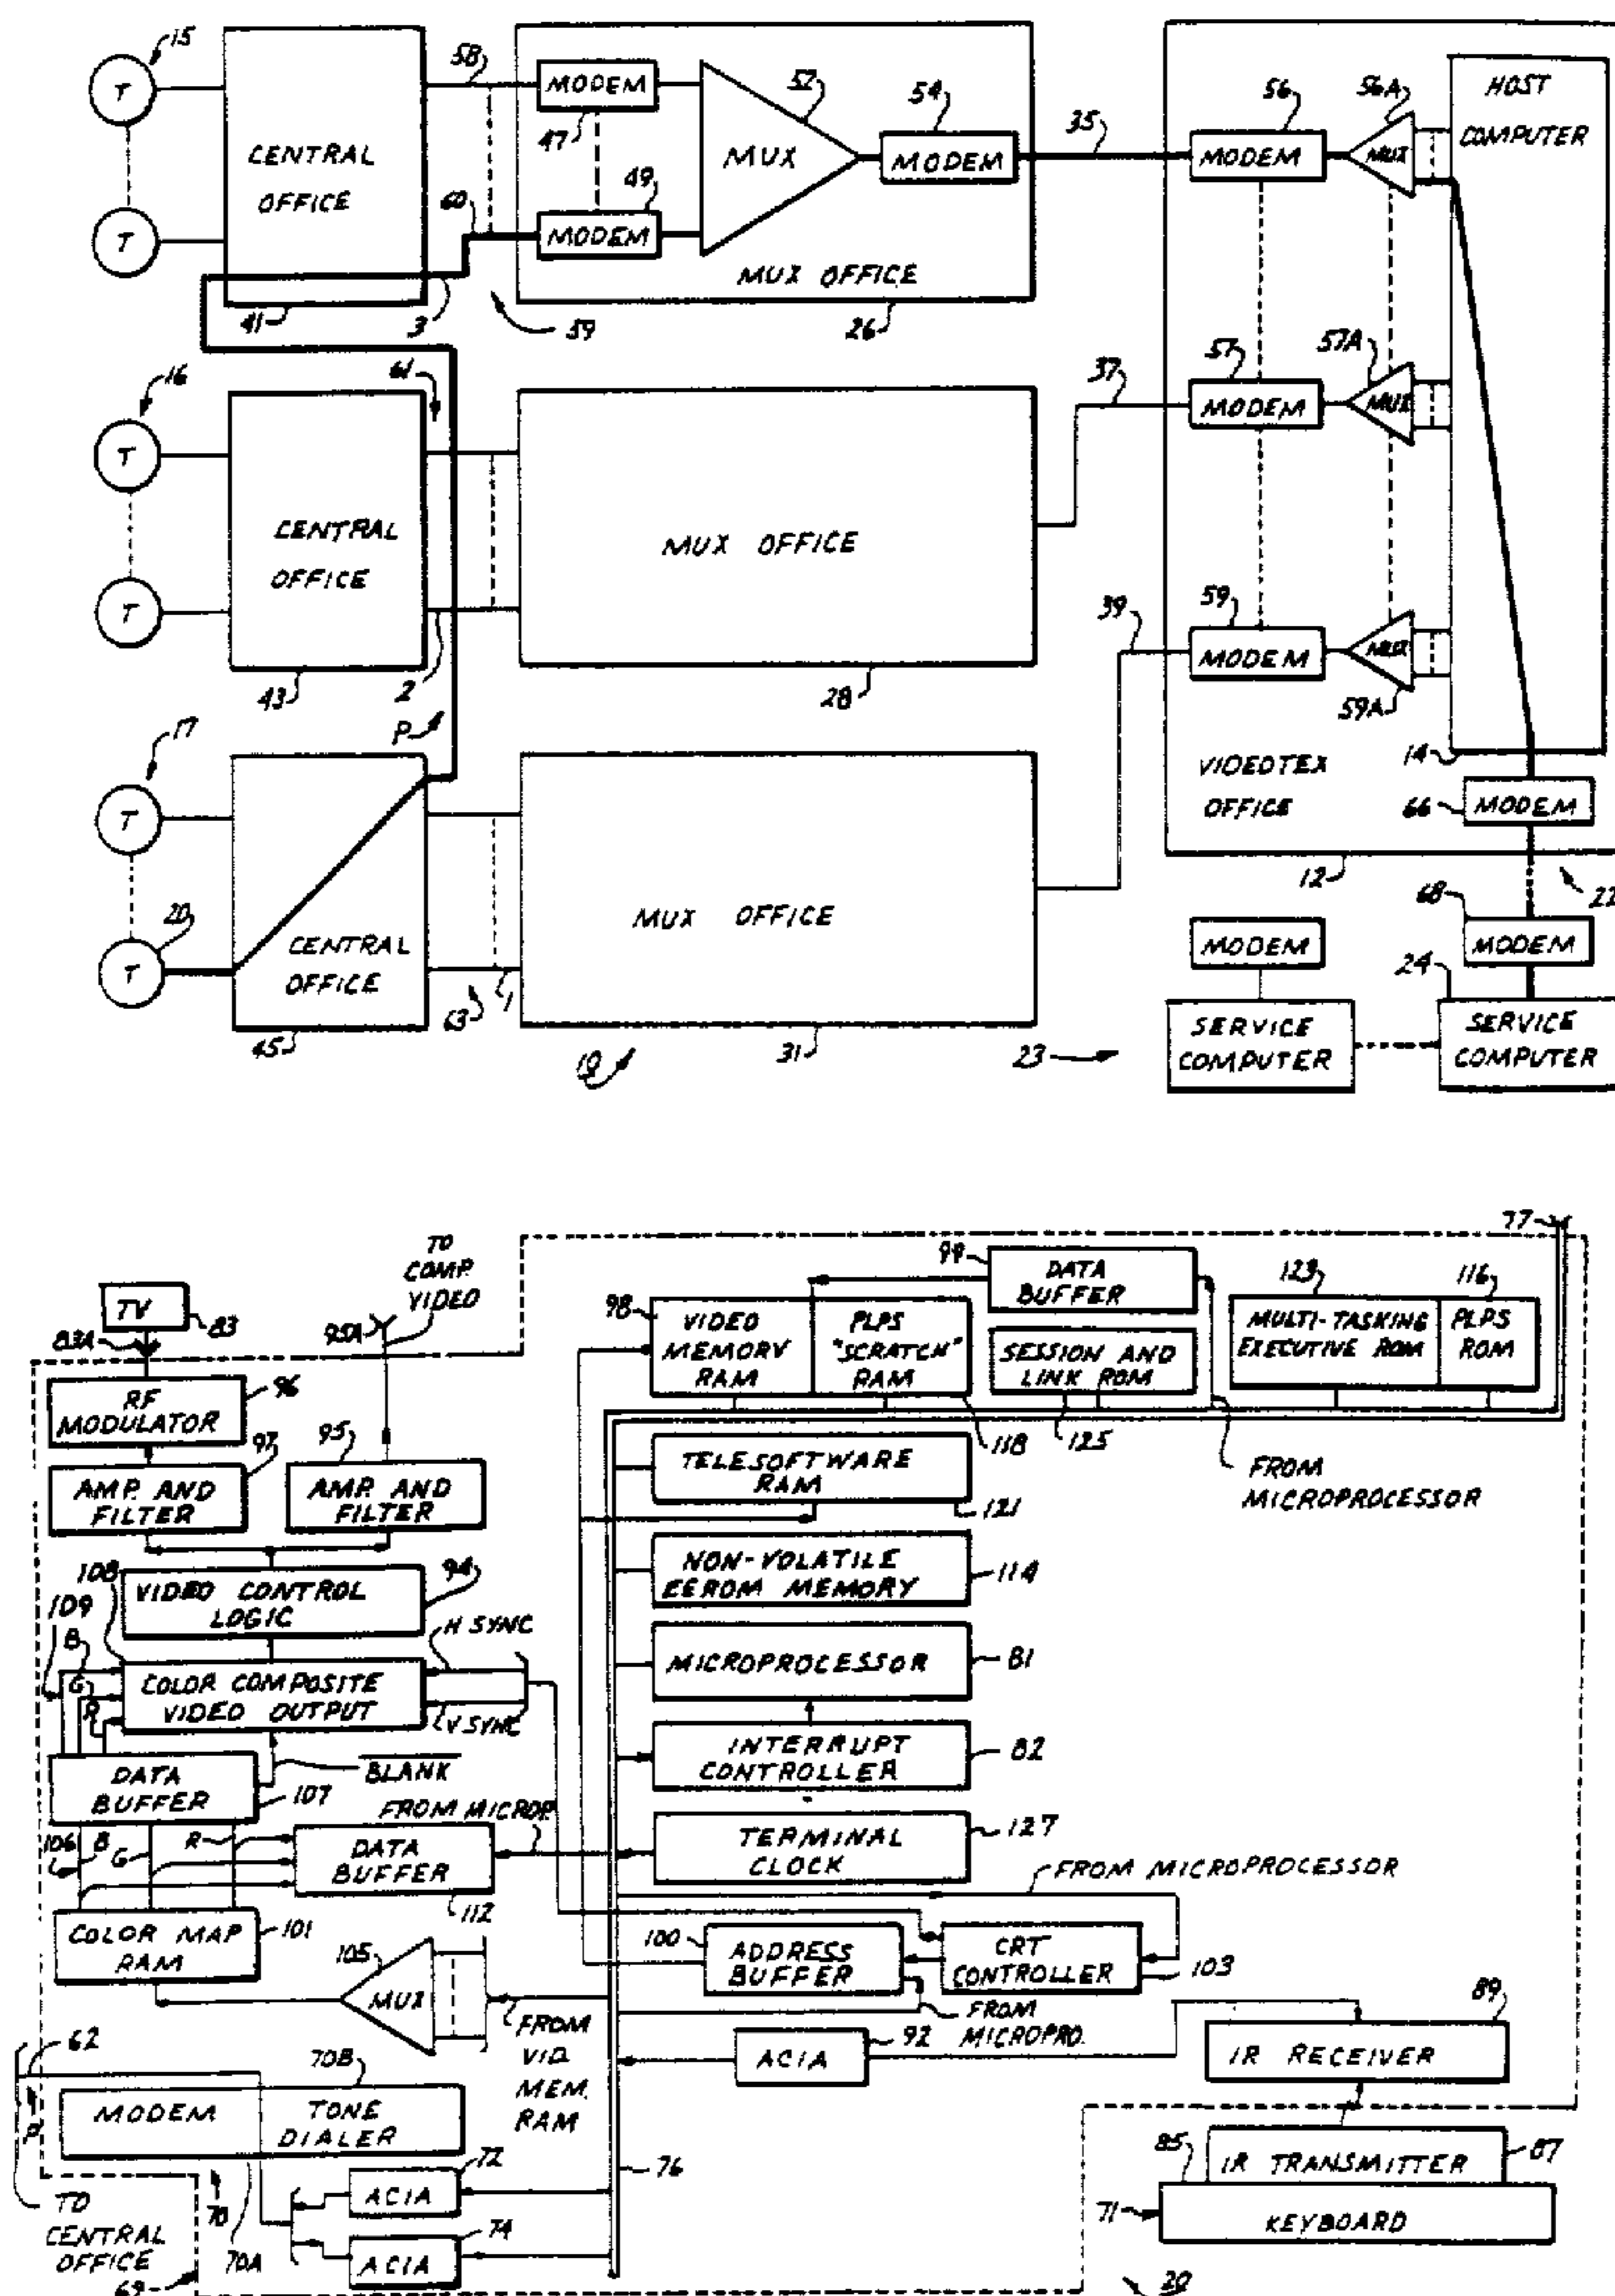 15
T
T
CENTRAL
OFFICE
41
58
60
3
59
MODEM
47
49
MODEM
52
MUX
54
MODEM
MUX OFFICE
26
35
56
MODEM
56A
MUX
HOST
COMPUTER
16
T
T
61
CENTRAL
OFFICE
43
2
P
MUX OFFICE
28
37
57
MODEM
57A
MUX
39
59
MODEM
MUX
59A
VIDEOTEX
OFFICE
14
66
MODEM
12
22
17
T
20
T
CENTRAL
OFFICE
45
63
1
MUX OFFICE
31
10
23
MODEM
68
MODEM
24
SERVICE
COMPUTER
SERVICE
COMPUTER
77
TV
83
83A
TO
COMP.
VIDEO
95A
RF
MODULATOR
96
97
95
AMP. AND
FILTER
AMP. AND
FILTER
108
109
VIDEO CONTROL
LOGIC
94
B
G
R
COLOR COMPOSITE
VIDEO OUTPUT
H SYNC
V SYNC
DATA
BUFFER
107
BLANK
FROM MICROP.
106
B
G
R
DATA
BUFFER
112
COLOR MAP
RAM
101
105
MUX
FROM
VID.
MEM.
RAM
62
P
70B
MODEM
TONE
DIALER
TO
CENTRAL
OFFICE
69
70
70A
72
ACIA
74
ACIA
76
98
VIDEO
MEMORY
RAM
PLPS
"SCRATCH"
RAM
118
99
DATA
BUFFER
SESSION AND
LINK ROM
125
123
116
MULTI-TASKING
EXECUTIVE ROM
PLPS
ROM
FROM
MICROPROCESSOR
TELESOFTWARE
RAM
121
NON-VOLATILE
EEROM MEMORY
114
MICROPROCESSOR
81
INTERRUPT
CONTROLLER
82
TERMINAL
CLOCK
127
FROM MICROPROCESSOR
100
ADDRESS
BUFFER
CRT
CONTROLLER
103
FROM
MICROPRO.
92
ACIA
89
IR RECEIVER
85
IR TRANSMITTER
87
71
KEYBOARD
20